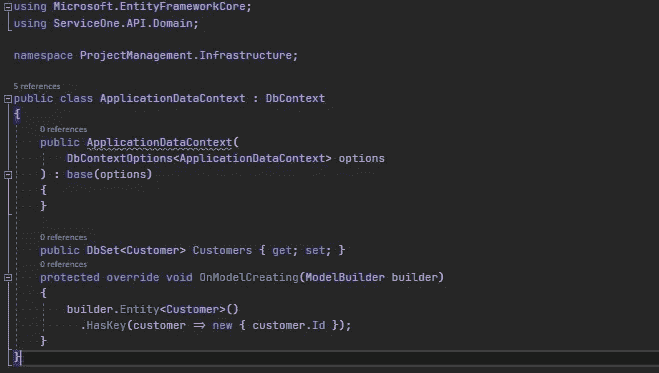 using Microsoft.EntityFrameworkCore;
using ServiceOne.API.Domain;
namespace ProjectManagement.Infrastructure;
5 references
public class ApplicationDataContext : DbContext
{
0 references
public ApplicationDataContext(
DbContextOptions<ApplicationDataContext> options
) : base(options)
{
}
0 references
public DbSet<Customer> Customers { get; set; }
0 references
protected override void OnModelCreating(ModelBuilder builder)
{
builder.Entity<Customer>()
.HasKey(customer => new { customer.Id });
}
}